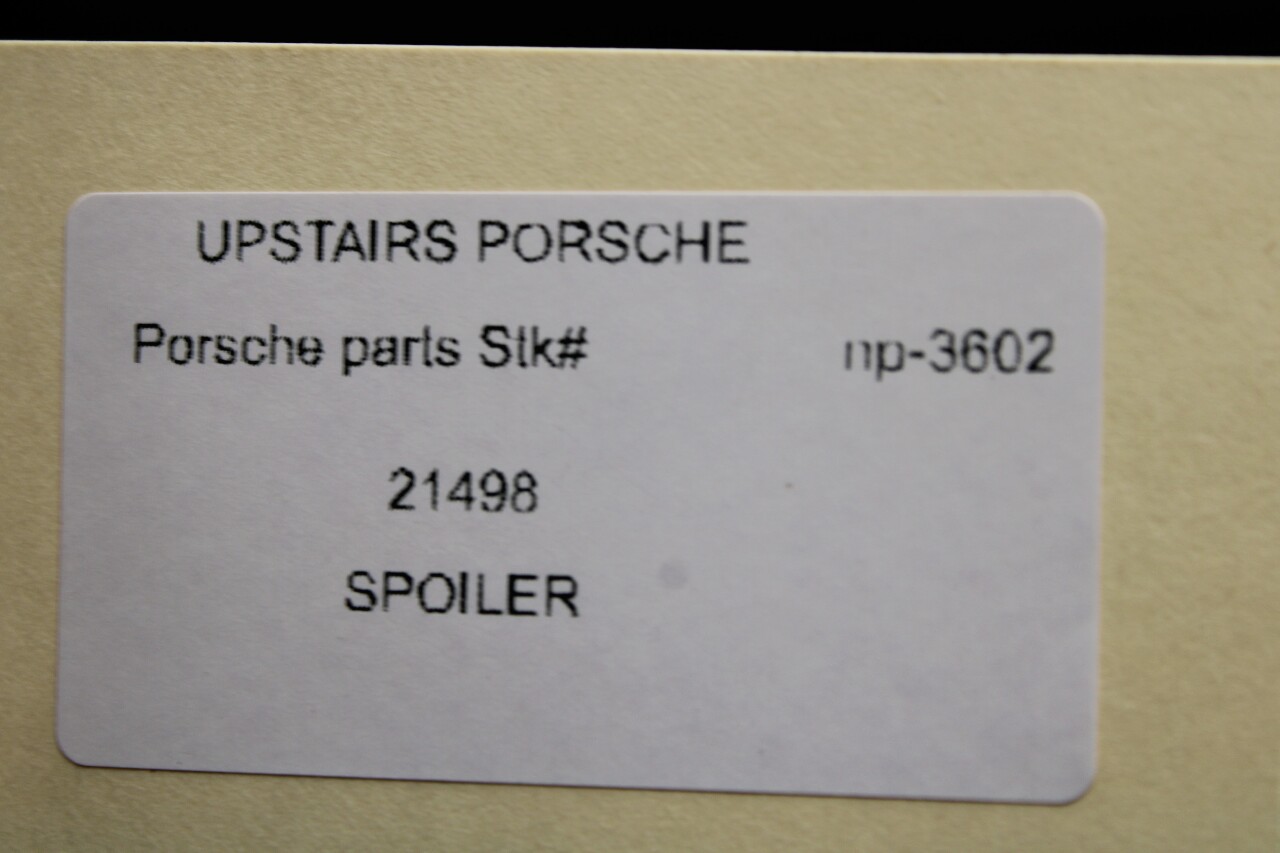 UPSTAIRS PORSCHE
Porsche parts Stk# np-3602
21498
SPOILER